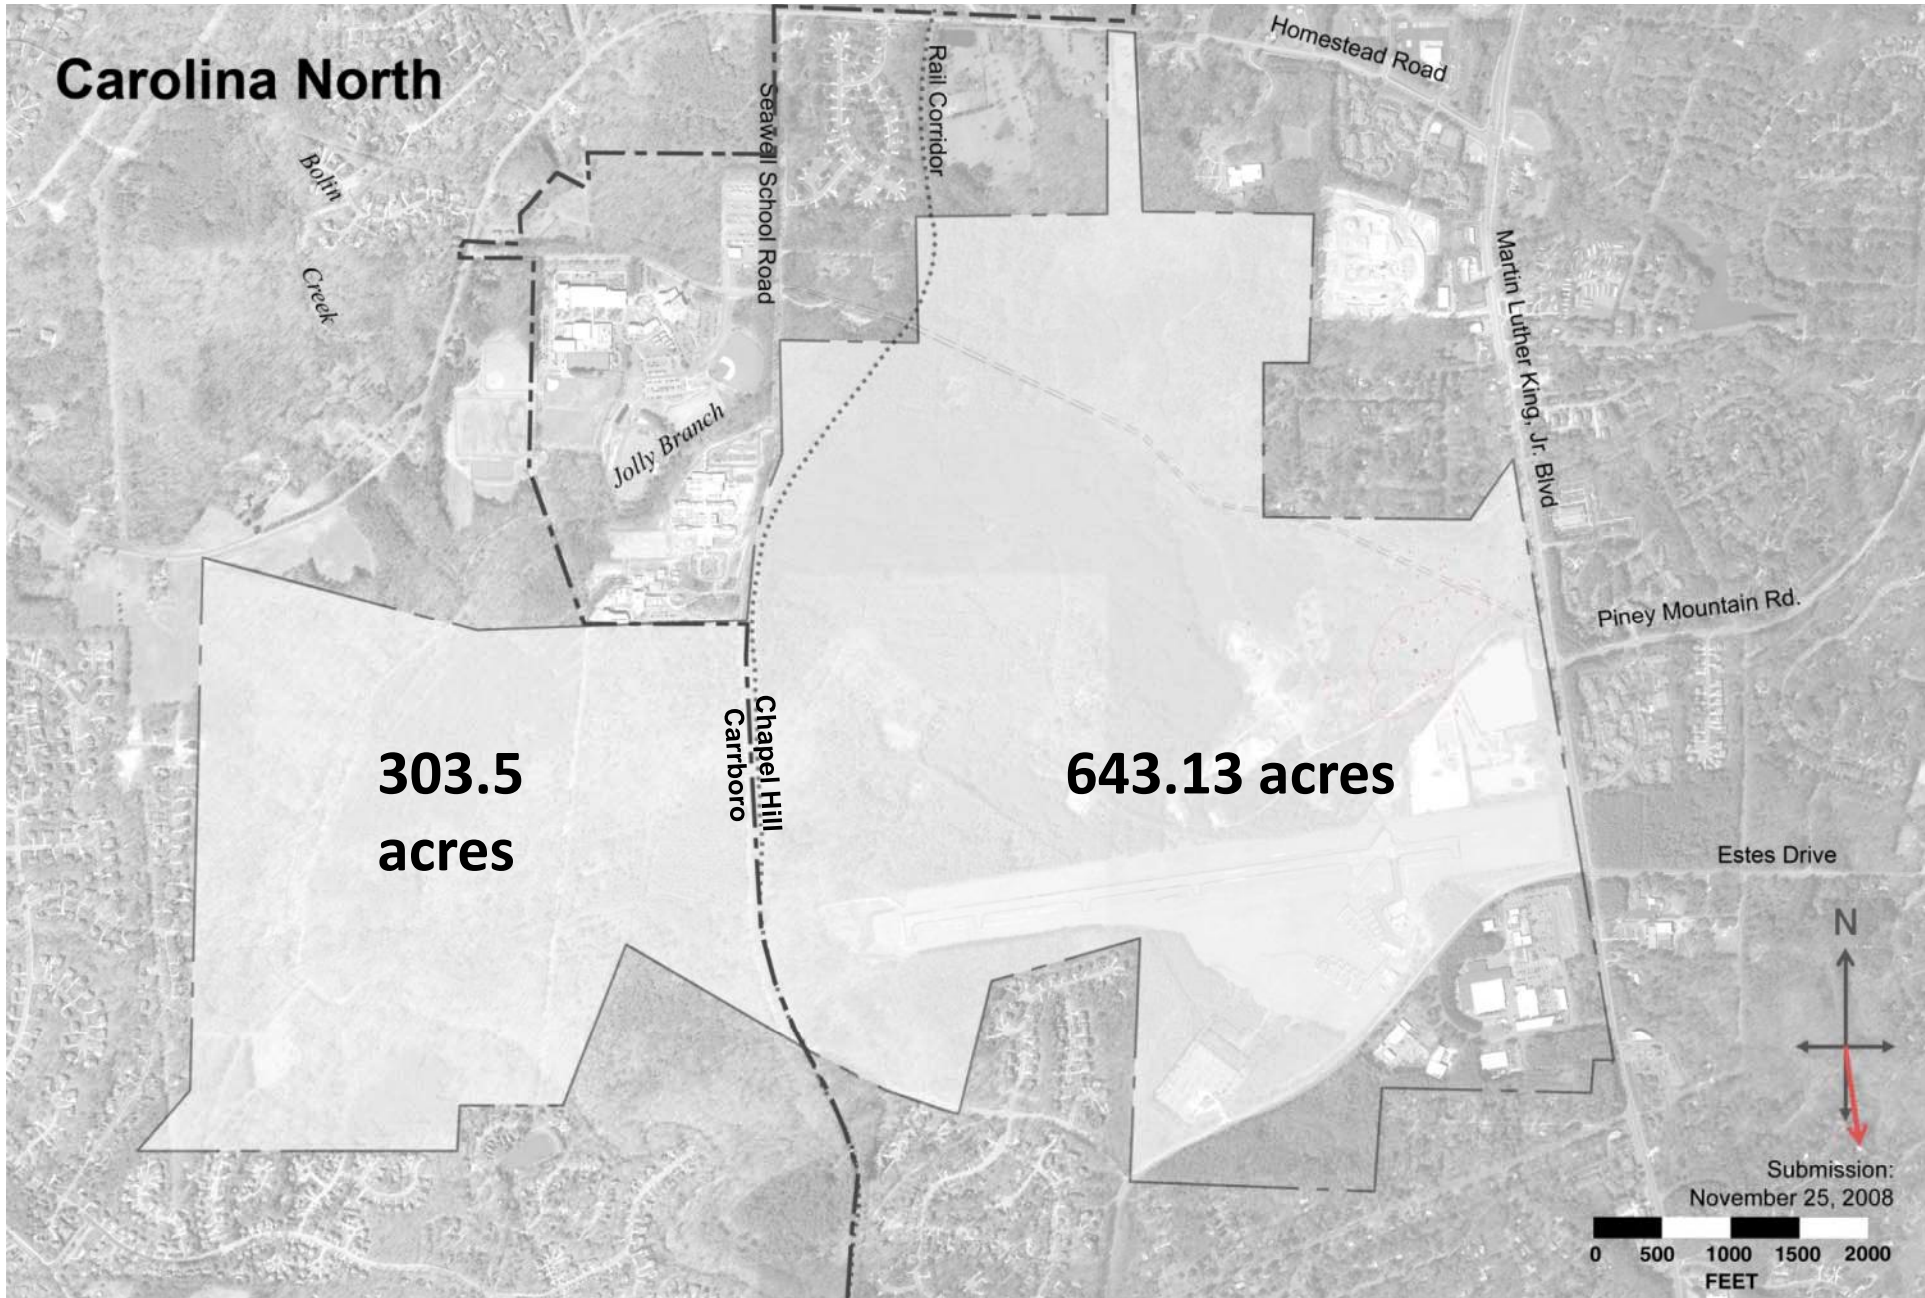 Carolina North
Homestead Road
Rail Corridor
Seawell School Road
Bolin
Creek
Martin Luther King, Jr. Blvd
Jolly Branch
Piney Mountain Rd.
Chapel Hill
Carrboro
303.5
acres
643.13 acres
Estes Drive
N
Submission:
November 25, 2008
0 500 1000 1500 2000
FEET